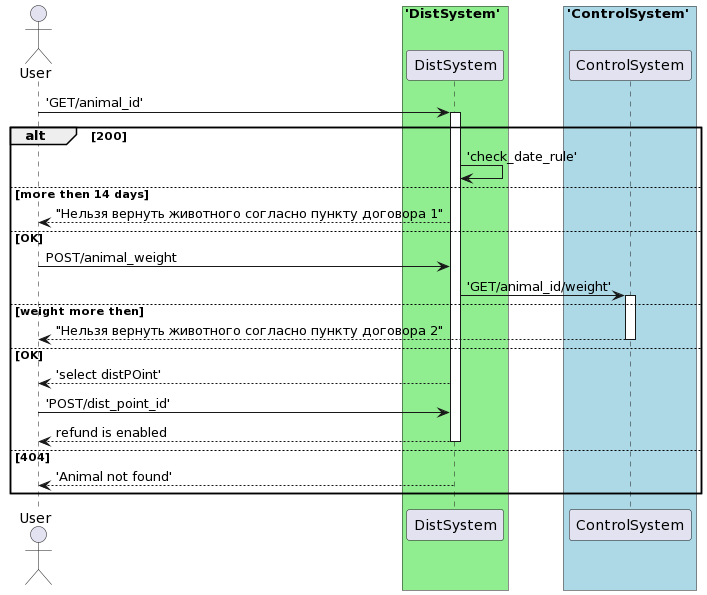 'DistSystem'
'ControlSystem'
User
DistSystem
ControlSystem
'GET/animal_id'
alt
[200]
'check_date_rule'
[more then 14 days]
"Нельзя вернуть животного согласно пункту договора 1"
[OK]
POST/animal_weight
'GET/animal_id/weight'
[weight more then]
"Нельзя вернуть животного согласно пункту договора 2"
[OK]
'select distPOint'
'POST/dist_point_id'
refund is enabled
[404]
'Animal not found'
User
DistSystem
ControlSystem